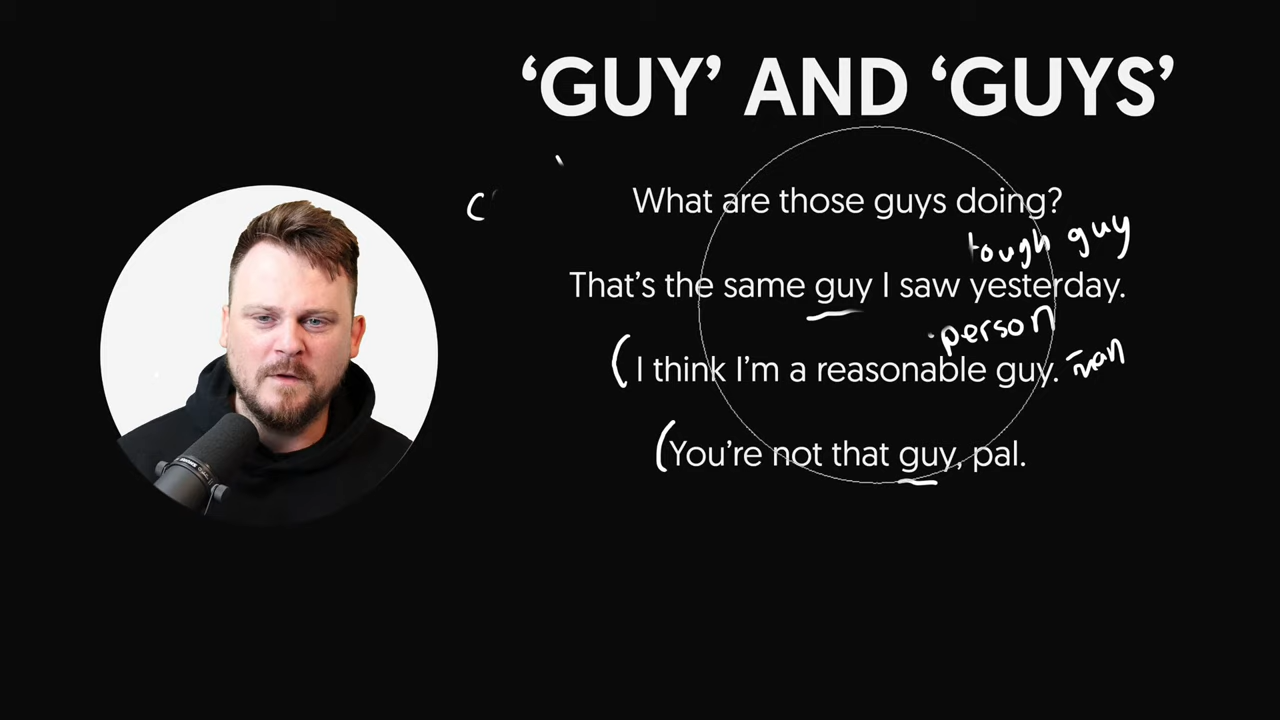 ‘GUY’ AND ‘GUYS’
What are those guys doing?
tough guy
That’s the same guy I saw yesterday.
person
(I think I’m a reasonable guy. man
(You’re not that guy, pal.